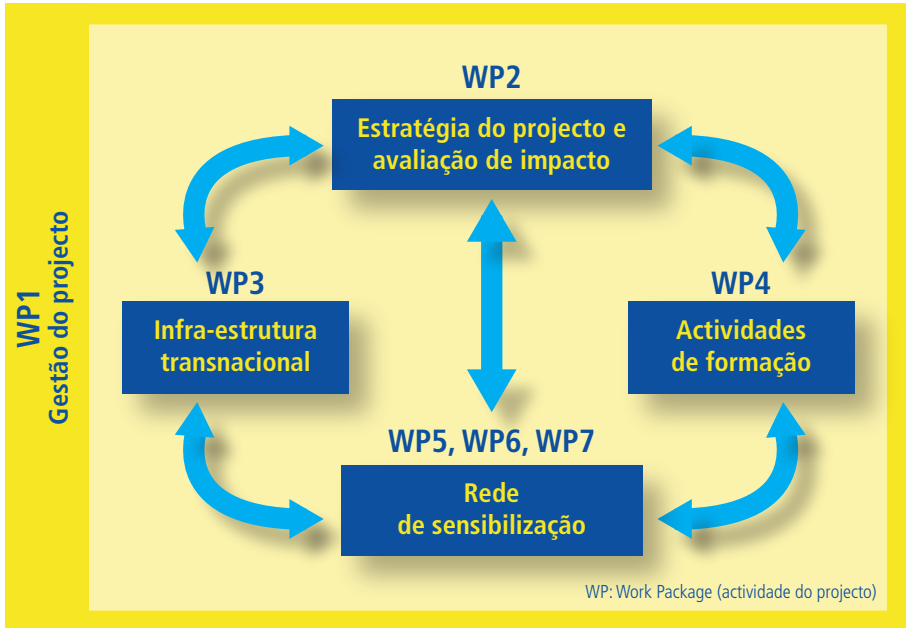 WP1
Gestão do projecto
WP2
Estratégia do projecto e
avaliação de impacto
WP3
Infra-estrutura
transnacional
WP4
Actividades
de formação
WP5, WP6, WP7
Rede
de sensibilização
WP: Work Package (actividade do projecto)